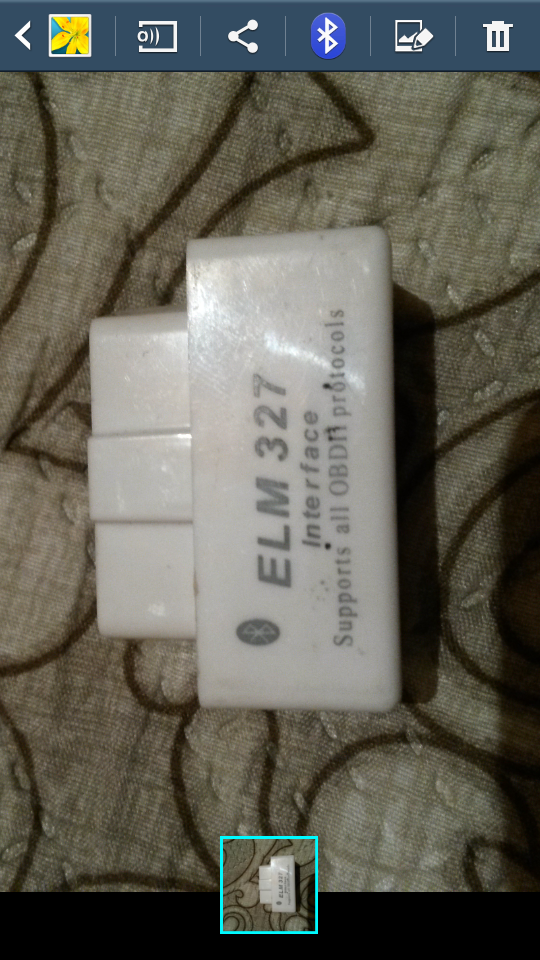 ELM 327
Interface
Supports all OBDII protocols